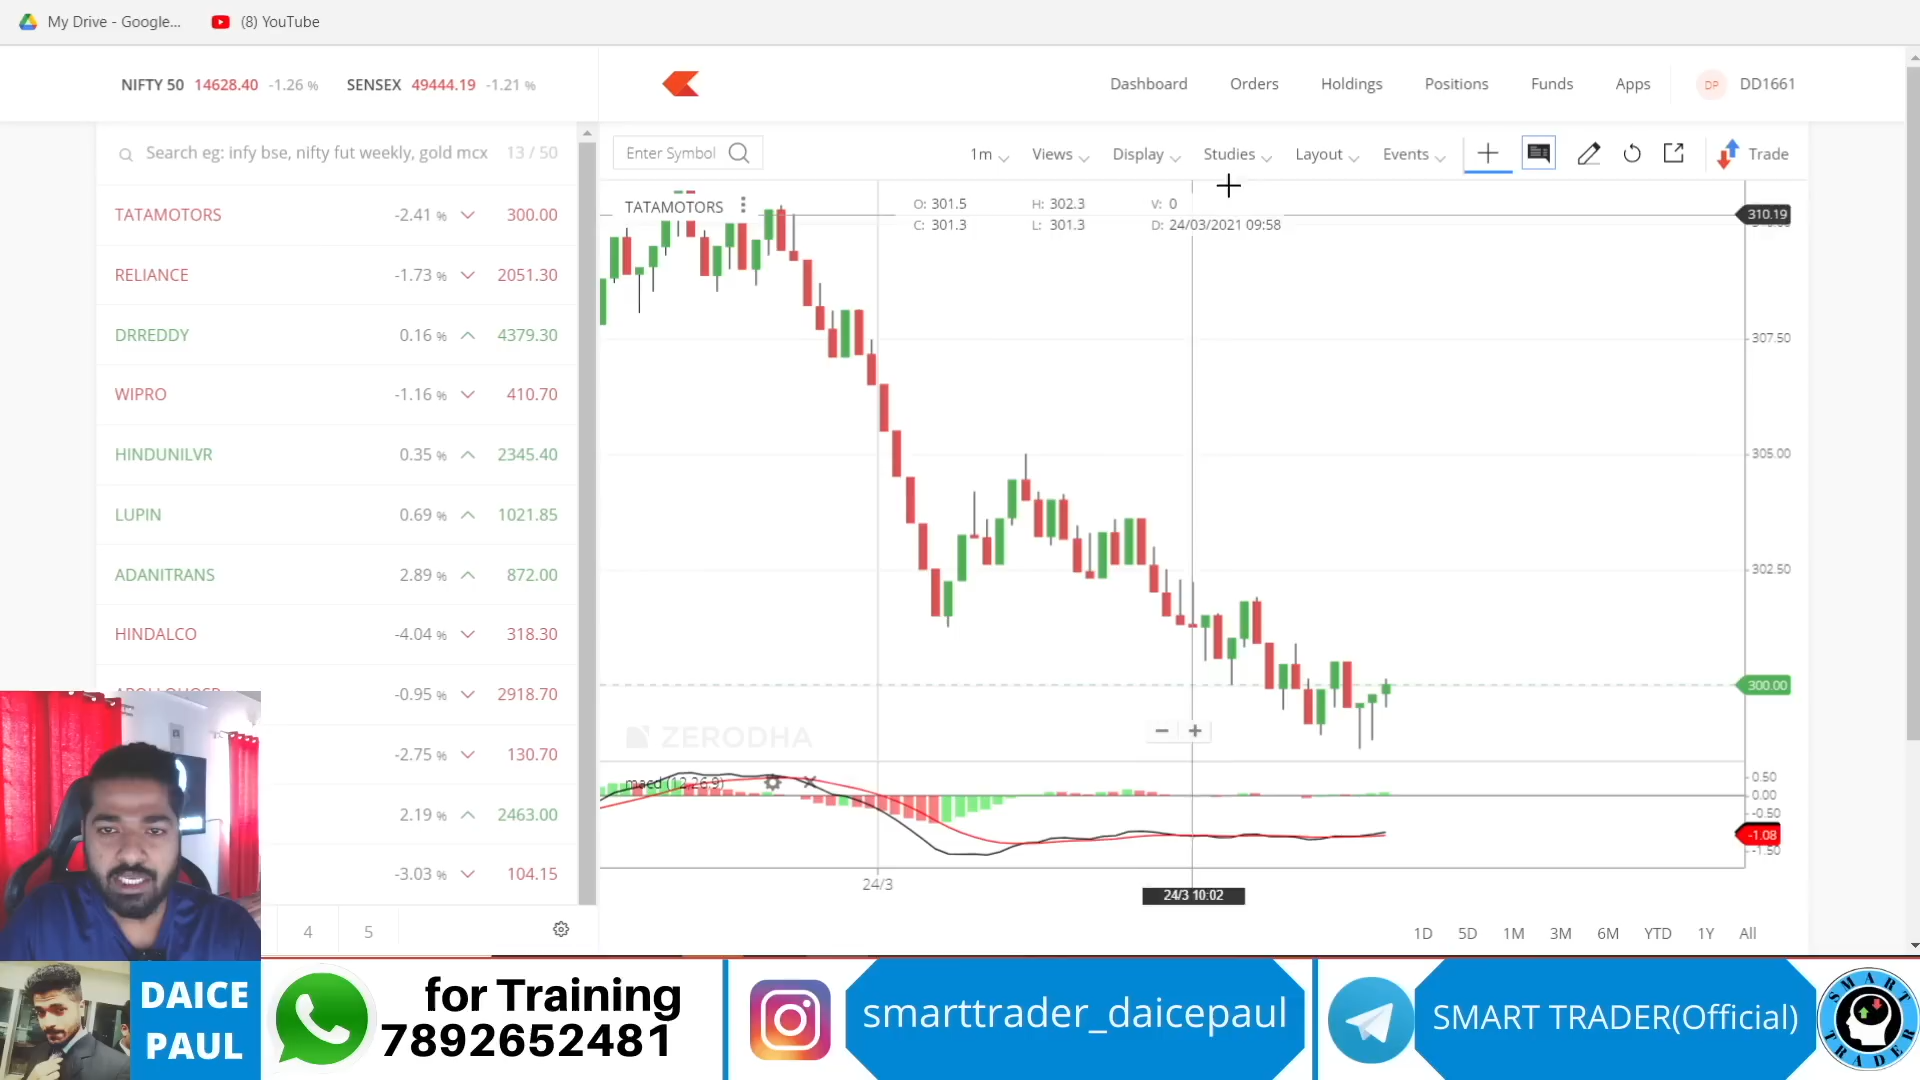 My Drive - Google...
(8) YouTube
NIFTY 50 14628.40 -1.26 % SENSEX 49444.19 -1.21 %
Dashboard Orders Holdings Positions Funds Apps DP DD1661
Search eg: infy bse, nifty fut weekly, gold mcx 13 / 50
Enter Symbol 1m Views Display Studies Layout Events Trade
TATAMOTORS -2.41 % 300.00
RELIANCE -1.73 % 2051.30
DRREDDY 0.16 % 4379.30
WIPRO -1.16 % 410.70
HINDUNILVR 0.35 % 2345.40
LUPIN 0.69 % 1021.85
ADANITRANS 2.89 % 872.00
HINDALCO -4.04 % 318.30
-0.95 % 2918.70
-2.75 % 130.70
2.19 % 2463.00
-3.03 % 104.15
4 5
TATAMOTORS
O: 301.5 H: 302.3 V: 0
C: 301.3 L: 301.3 D: 24/03/2021 09:58
310.19
307.50
305.00
302.50
300.00
ZERODHA
macd (12,26,9)
0.50
0.00
-0.50
-1.08
-1.50
24/3
24/3 10:02
1D 5D 1M 3M 6M YTD 1Y All
DAICE
PAUL
for Training
7892652481
smarttrader_daicepaul
SMART TRADER(Official)
SMART
TRADER